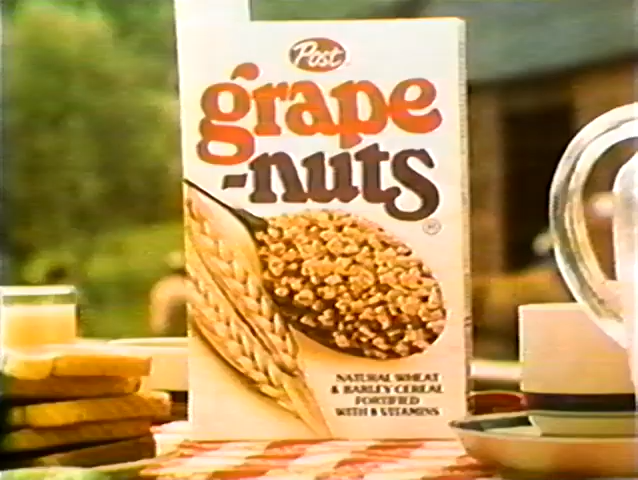 Post
grape
-nuts
NATURAL WHEAT
& BARLEY CEREAL
FORTIFIED
WITH 8 VITAMINS